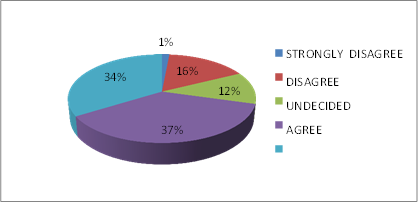 1%
34%
16%
12%
37%
STRONGLY DISAGREE
DISAGREE
UNDECIDED
AGREE